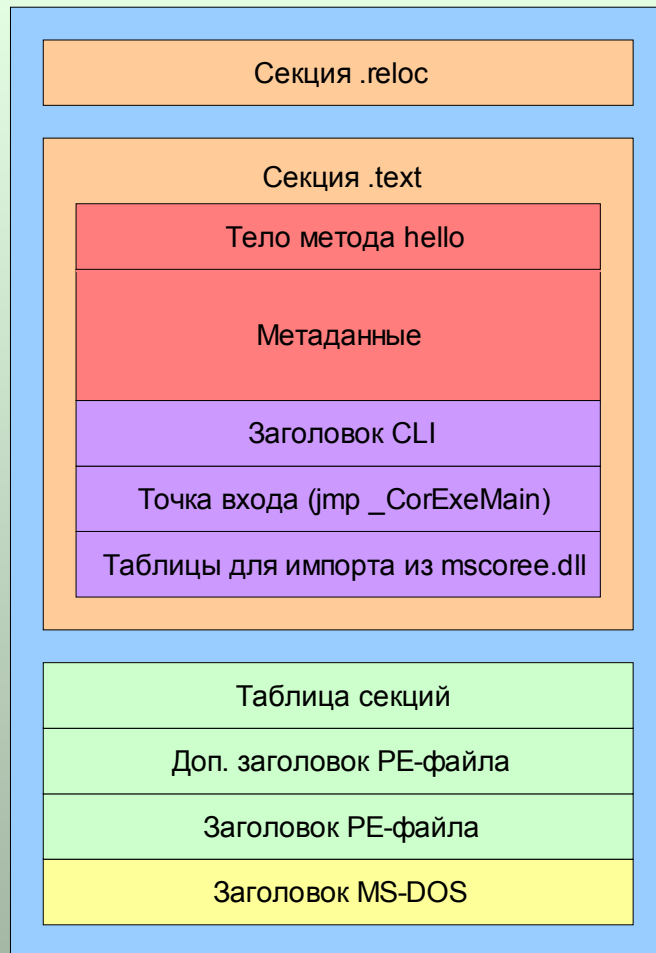 Секция .reloc
Секция .text
Тело метода hello
Метаданные
Заголовок CLI
Точка входа (jmp _CorExeMain)
Таблицы для импорта из mscoree.dll
Таблица секций
Доп. заголовок PE-файла
Заголовок PE-файла
Заголовок MS-DOS